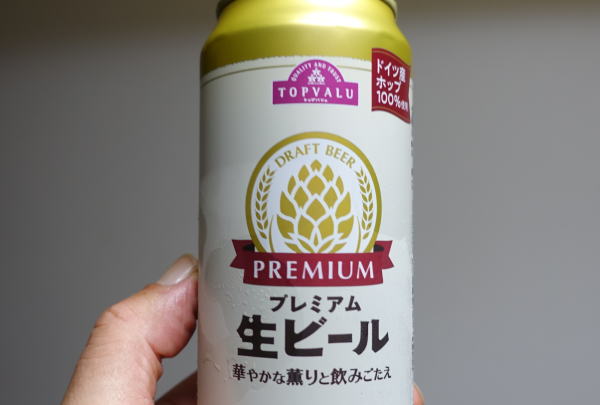 QUALITY AND TRUST
TOPVALU
トップバリュ
ドイツ産
ホップ
100%使用
DRAFT BEER
PREMIUM
プレミアム
生ビール
華やかな薫りと飲みごたえ